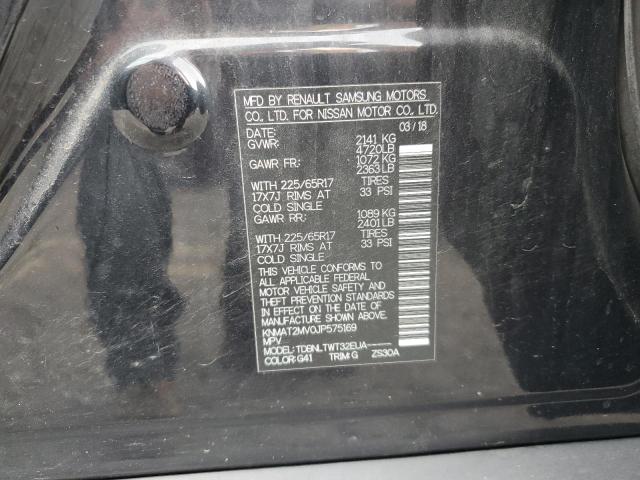 MFD BY RENAULT SAMSUNG MOTORS
CO., LTD. FOR NISSAN MOTOR CO., LTD.
DATE: 03/18
GVWR: 2141 KG
4720LB
GAWR FR: 1072 KG
2363LB
WITH 225/65R17 TIRES
17X7J RIMS AT 33 PSI
COLD SINGLE
GAWR RR: 1089 KG
2401LB
WITH 225/65R17 TIRES
17X7J RIMS AT 33 PSI
COLD SINGLE
THIS VEHICLE CONFORMS TO
ALL APPLICABLE FEDERAL
MOTOR VEHICLE SAFETY AND
THEFT PREVENTION STANDARDS
IN EFFECT ON THE DATE OF
MANUFACTURE SHOWN ABOVE.
KNMAT2MV0JP575169
MPV
MODEL: TDBNLTWT32EUA-----
COLOR: G41 TRIM: G ZS30A